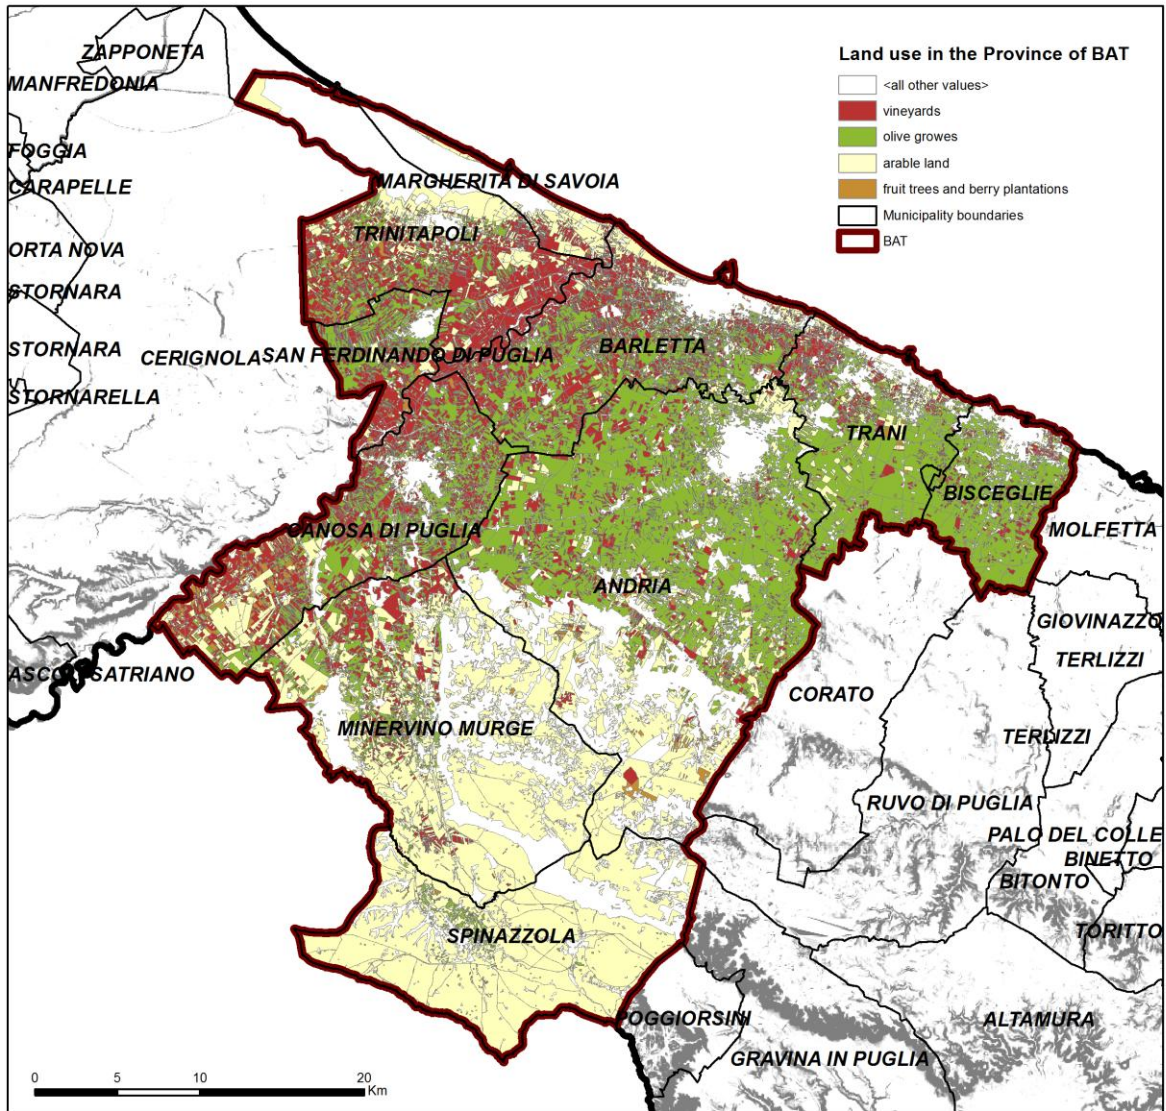 ZAPPONETA
Land use in the Province of BAT
MANFREDONIA
<all other values>
vineyards
olive growes
FOGGIA
arable land
CARAPELLE
MARGHERITA DI SAVOIA
fruit trees and berry plantations
Municipality boundaries
TRINITAPOLI
BAT
ORTA NOVA
STORNARA
STORNARA
CERIGNOLA
SAN FERDINANDO DI PUGLIA
BARLETTA
STORNARELLA
TRANI
BISCEGLIE
CANOSA DI PUGLIA
MOLFETTA
ANDRIA
GIOVINAZZO
TERLIZZI
ASCOLI SATRIANO
CORATO
MINERVINO MURGE
TERLIZZI
RUVO DI PUGLIA
PALO DEL COLLE
BINETTO
BITONTO
SPINAZZOLA
TORITTO
POGGIORSINI
ALTAMURA
GRAVINA IN PUGLIA
0 5 10 20
Km